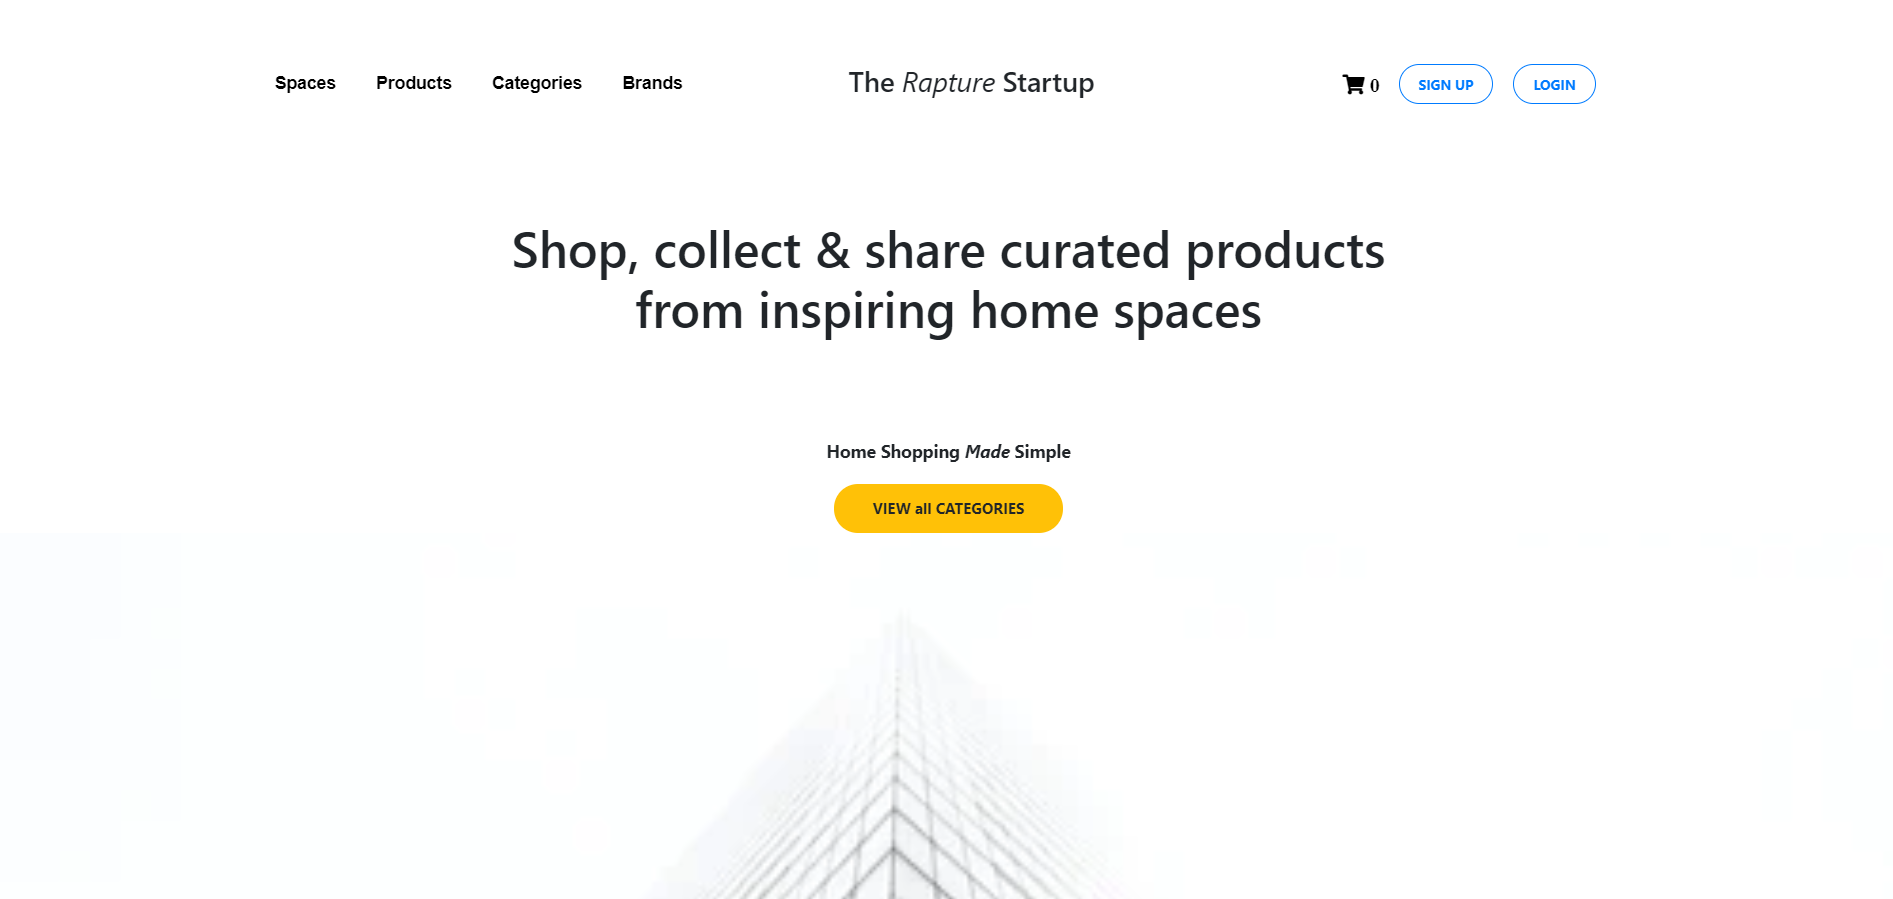 Spaces Products Categories Brands The Rapture Startup 0 SIGN UP LOGIN
Shop, collect & share curated products
from inspiring home spaces
Home Shopping Made Simple
VIEW all CATEGORIES